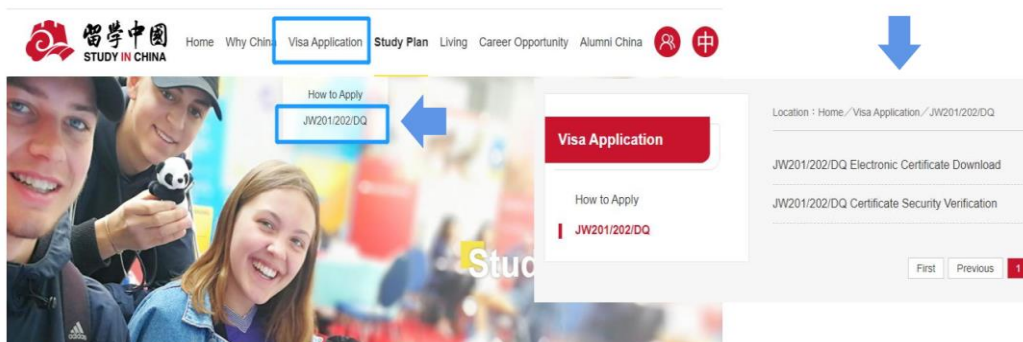 留学中國
STUDY IN CHINA
Home Why China Visa Application Study Plan Living Career Opportunity Alumni China 中
How to Apply
JW201/202/DQ
adidas
Stud
Visa Application
How to Apply
JW201/202/DQ
Location：Home／Visa Application／JW201/202/DQ
JW201/202/DQ Electronic Certificate Download
JW201/202/DQ Certificate Security Verification
First Previous 1